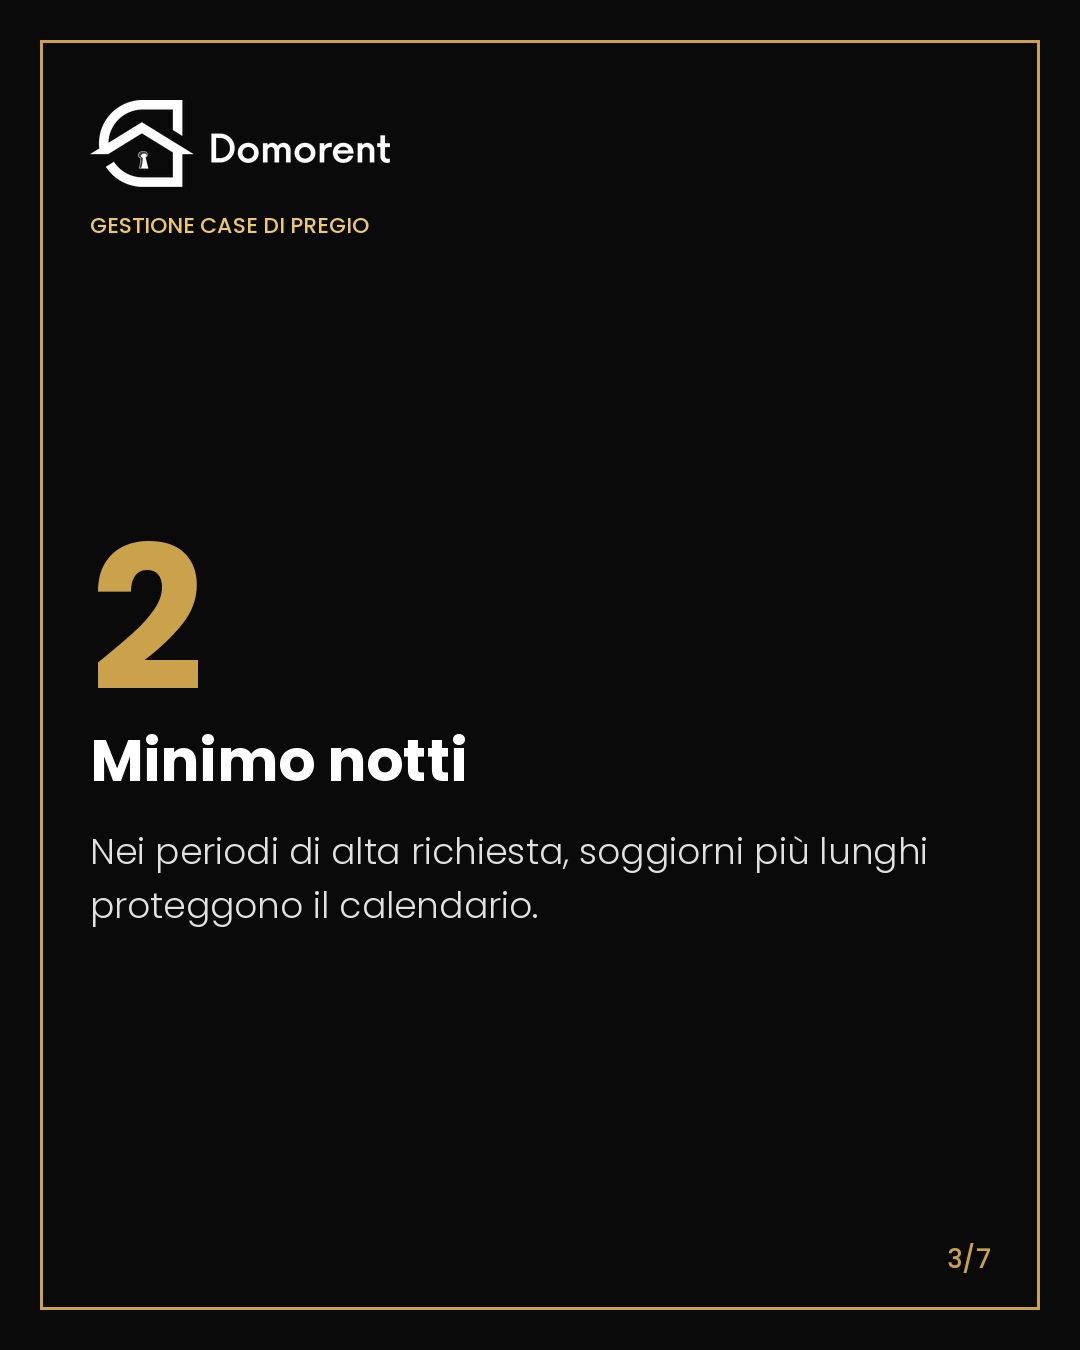 Domorent
GESTIONE CASE DI PREGIO
2
Minimo notti
Nei periodi di alta richiesta, soggiorni più lunghi
proteggono il calendario.
3/7